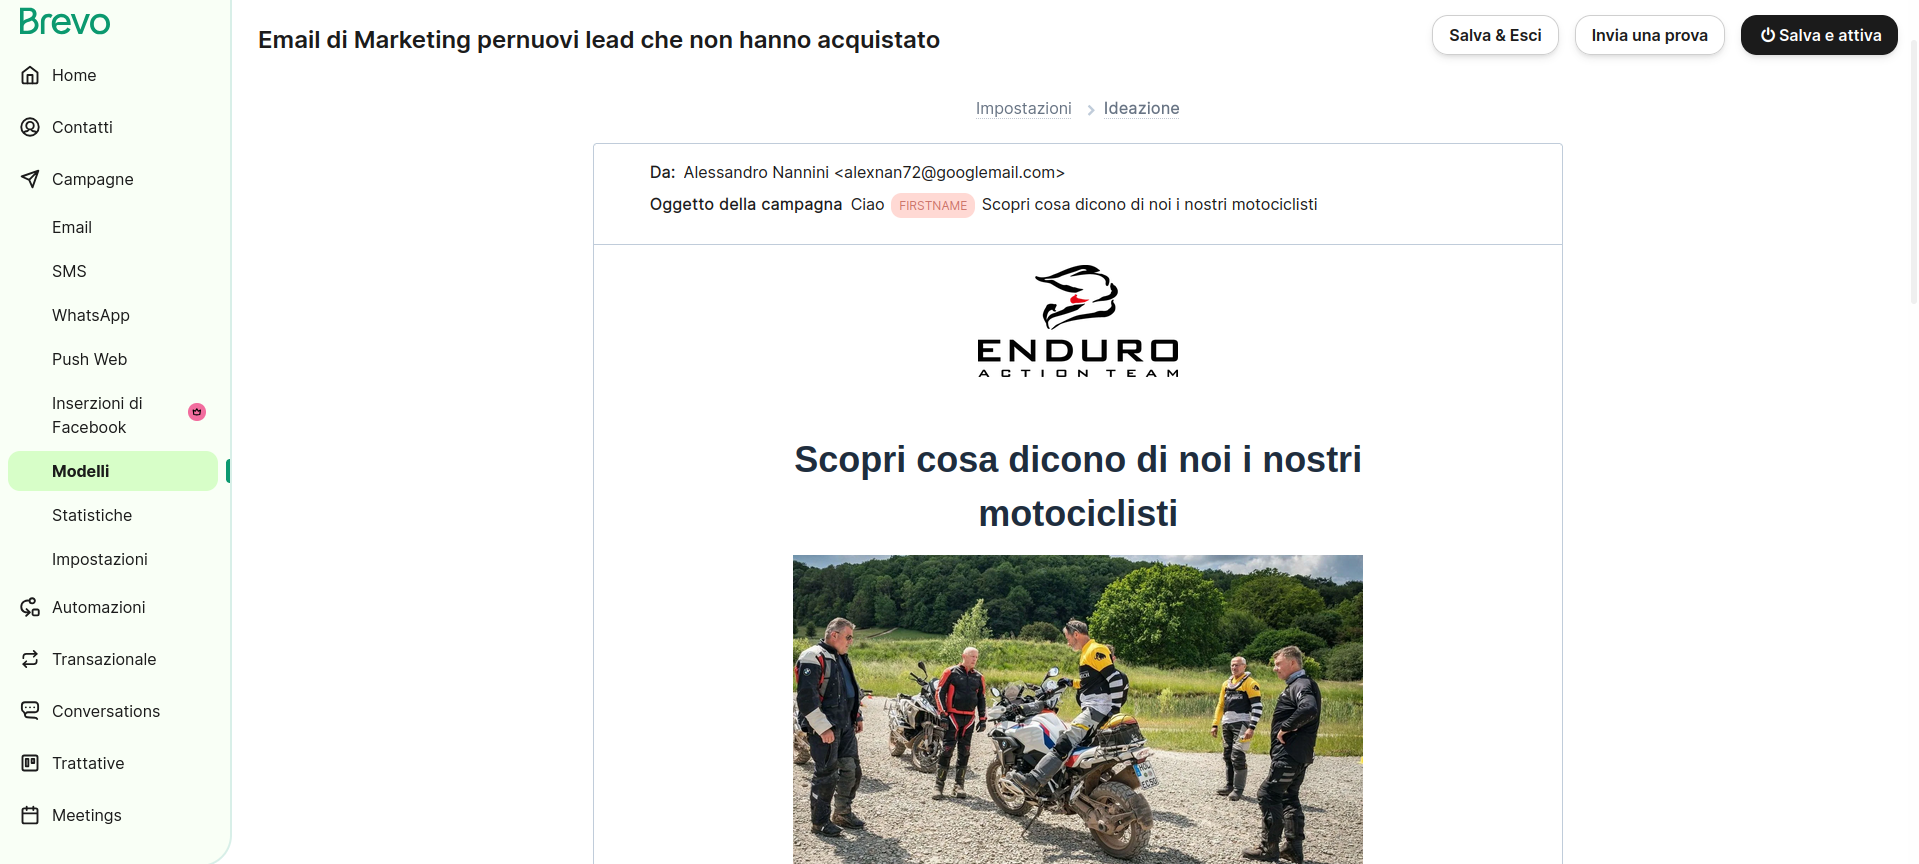 Brevo
Home
Contatti
Campagne
Email
SMS
WhatsApp
Push Web
Inserzioni di
Facebook
Modelli
Statistiche
Impostazioni
Automazioni
Transazionale
Conversations
Trattative
Meetings
Email di Marketing pernuovi lead che non hanno acquistato
Salva & Esci
Invia una prova
Salva e attiva
Impostazioni
Ideazione
Da: Alessandro Nannini <alexnan72@googlemail.com>
Oggetto della campagna Ciao FIRSTNAME Scopri cosa dicono di noi i nostri motociclisti
ENDURO
ACTION TEAM
Scopri cosa dicono di noi i nostri
motociclisti